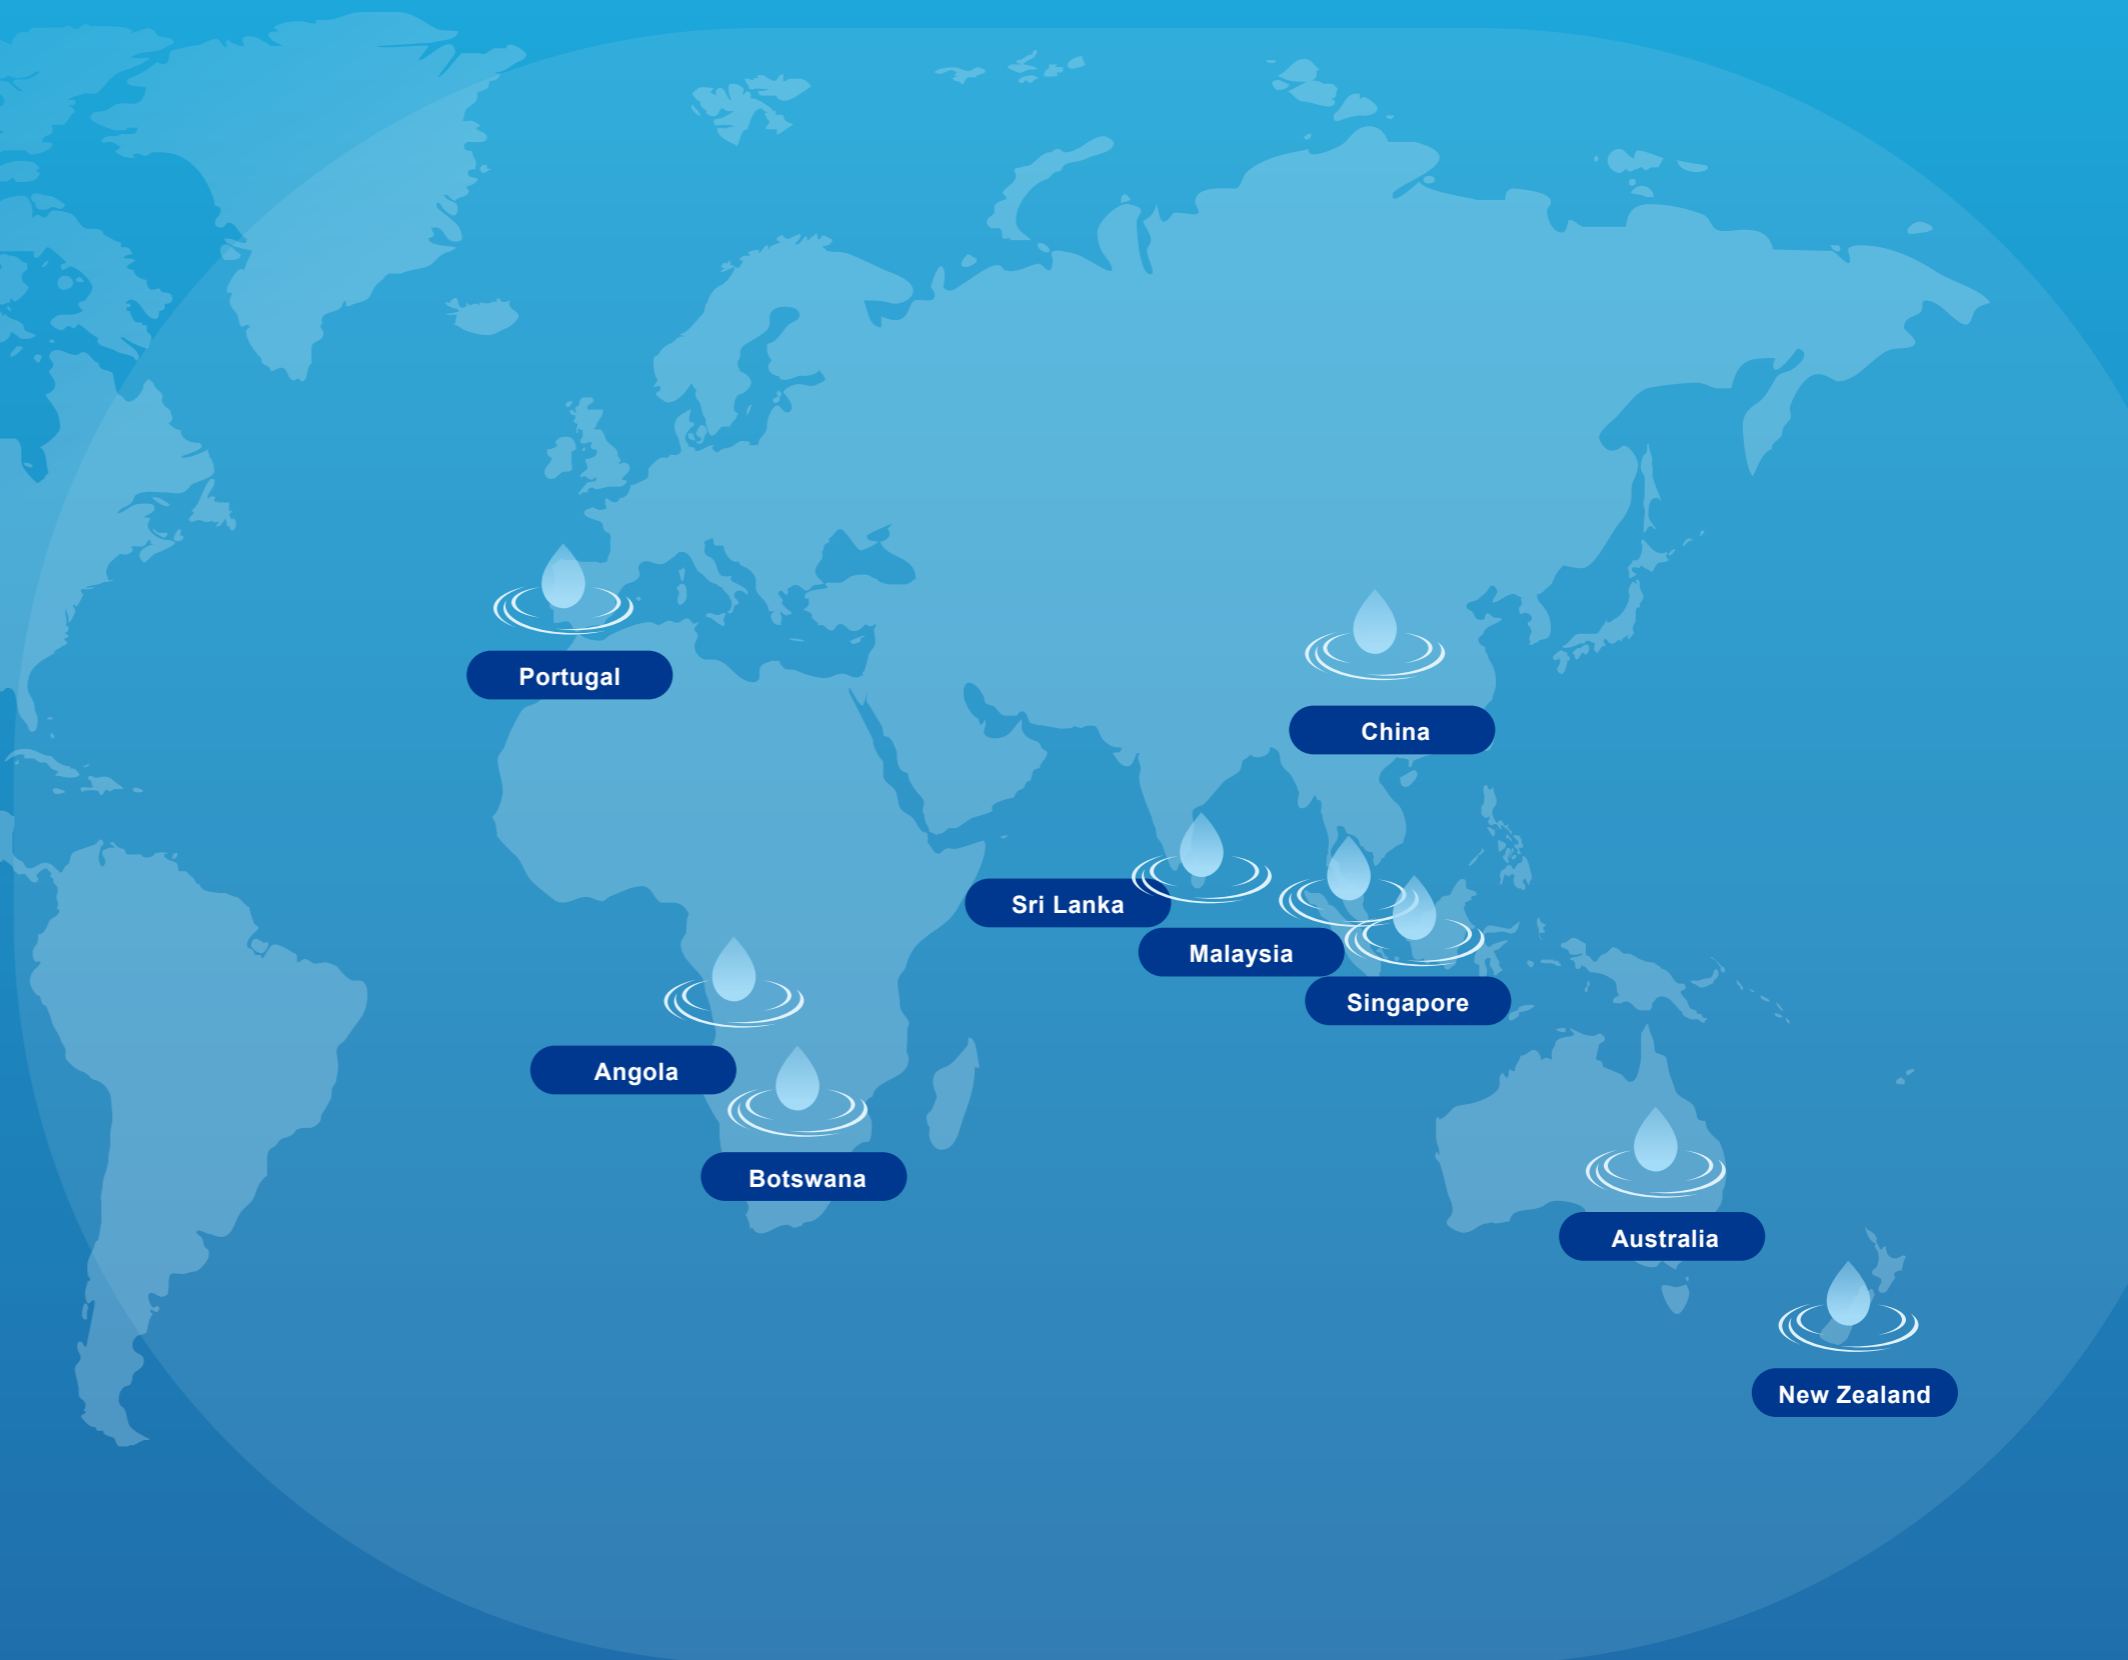 Portugal
China
Sri Lanka
Malaysia
Singapore
Angola
Botswana
Australia
New Zealand